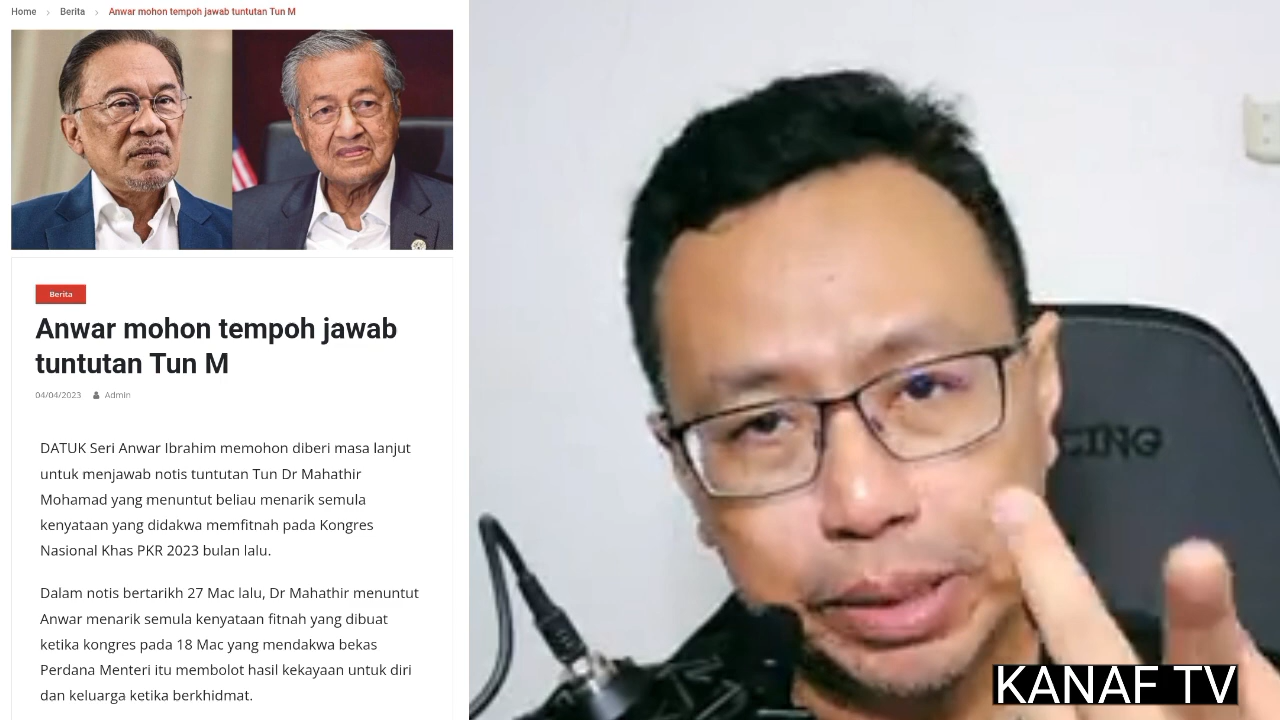 Home > Berita > Anwar mohon tempoh jawab tuntutan Tun M
Berita
Anwar mohon tempoh jawab
tuntutan Tun M
04/04/2023 Admin
DATUK Seri Anwar Ibrahim memohon diberi masa lanjut
untuk menjawab notis tuntutan Tun Dr Mahathir
Mohamad yang menuntut beliau menarik semula
kenyataan yang didakwa memfitnah pada Kongres
Nasional Khas PKR 2023 bulan lalu.
Dalam notis bertarikh 27 Mac lalu, Dr Mahathir menuntut
Anwar menarik semula kenyataan fitnah yang dibuat
ketika kongres pada 18 Mac yang mendakwa bekas
Perdana Menteri itu membolot hasil kekayaan untuk diri
dan keluarga ketika berkhidmat.
CING
KANAF TV